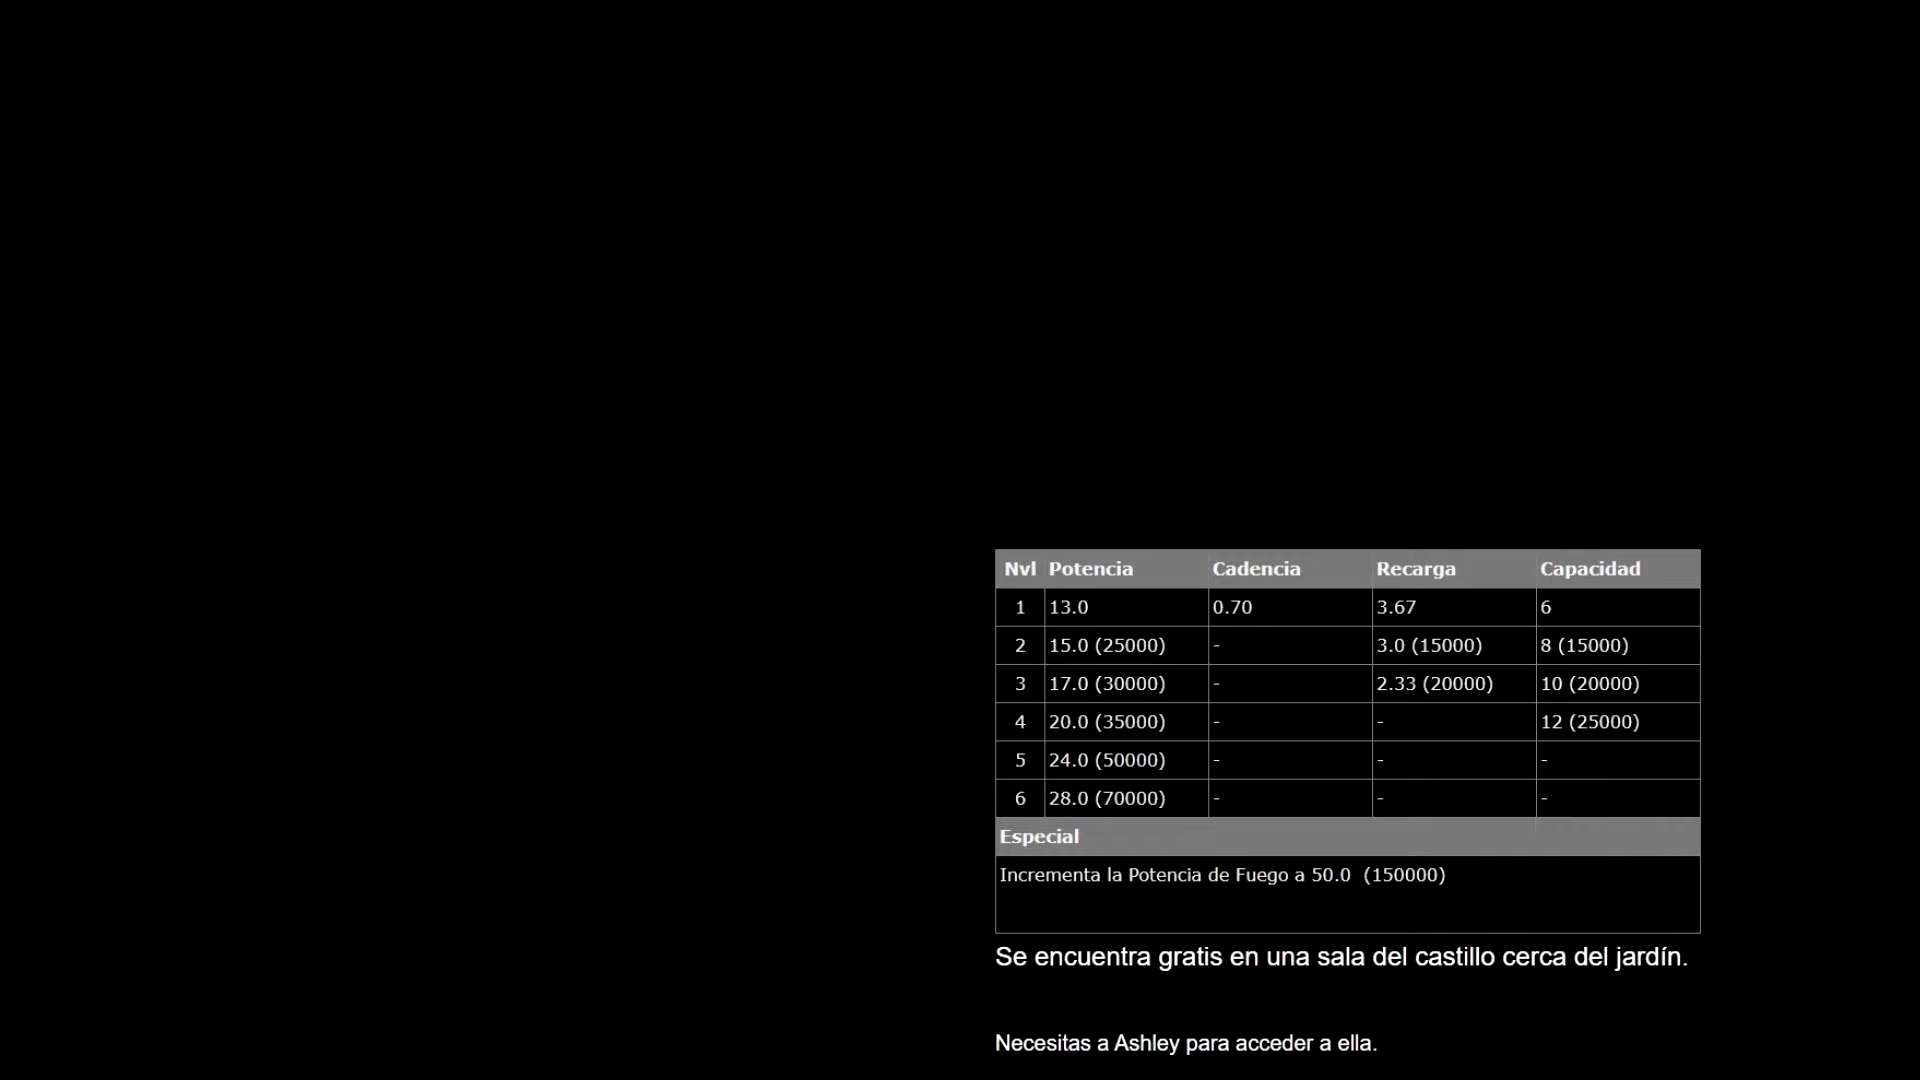 Nvl Potencia Cadencia Recarga Capacidad
1 13.0 0.70 3.67 6
2 15.0 (25000) - 3.0 (15000) 8 (15000)
3 17.0 (30000) - 2.33 (20000) 10 (20000)
4 20.0 (35000) - - 12 (25000)
5 24.0 (50000) - - -
6 28.0 (70000) - - -
Especial
Incrementa la Potencia de Fuego a 50.0 (150000)
Se encuentra gratis en una sala del castillo cerca del jardín.
Necesitas a Ashley para acceder a ella.